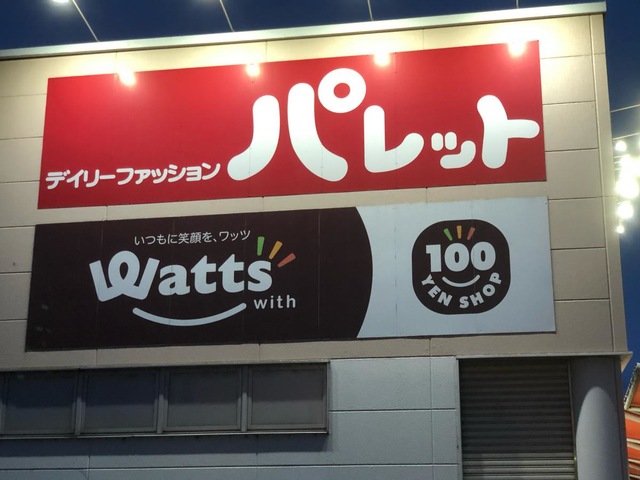 デイリーファッション パレット
いつもに笑顔を、ワッツ
Watts
with
100
YEN SHOP